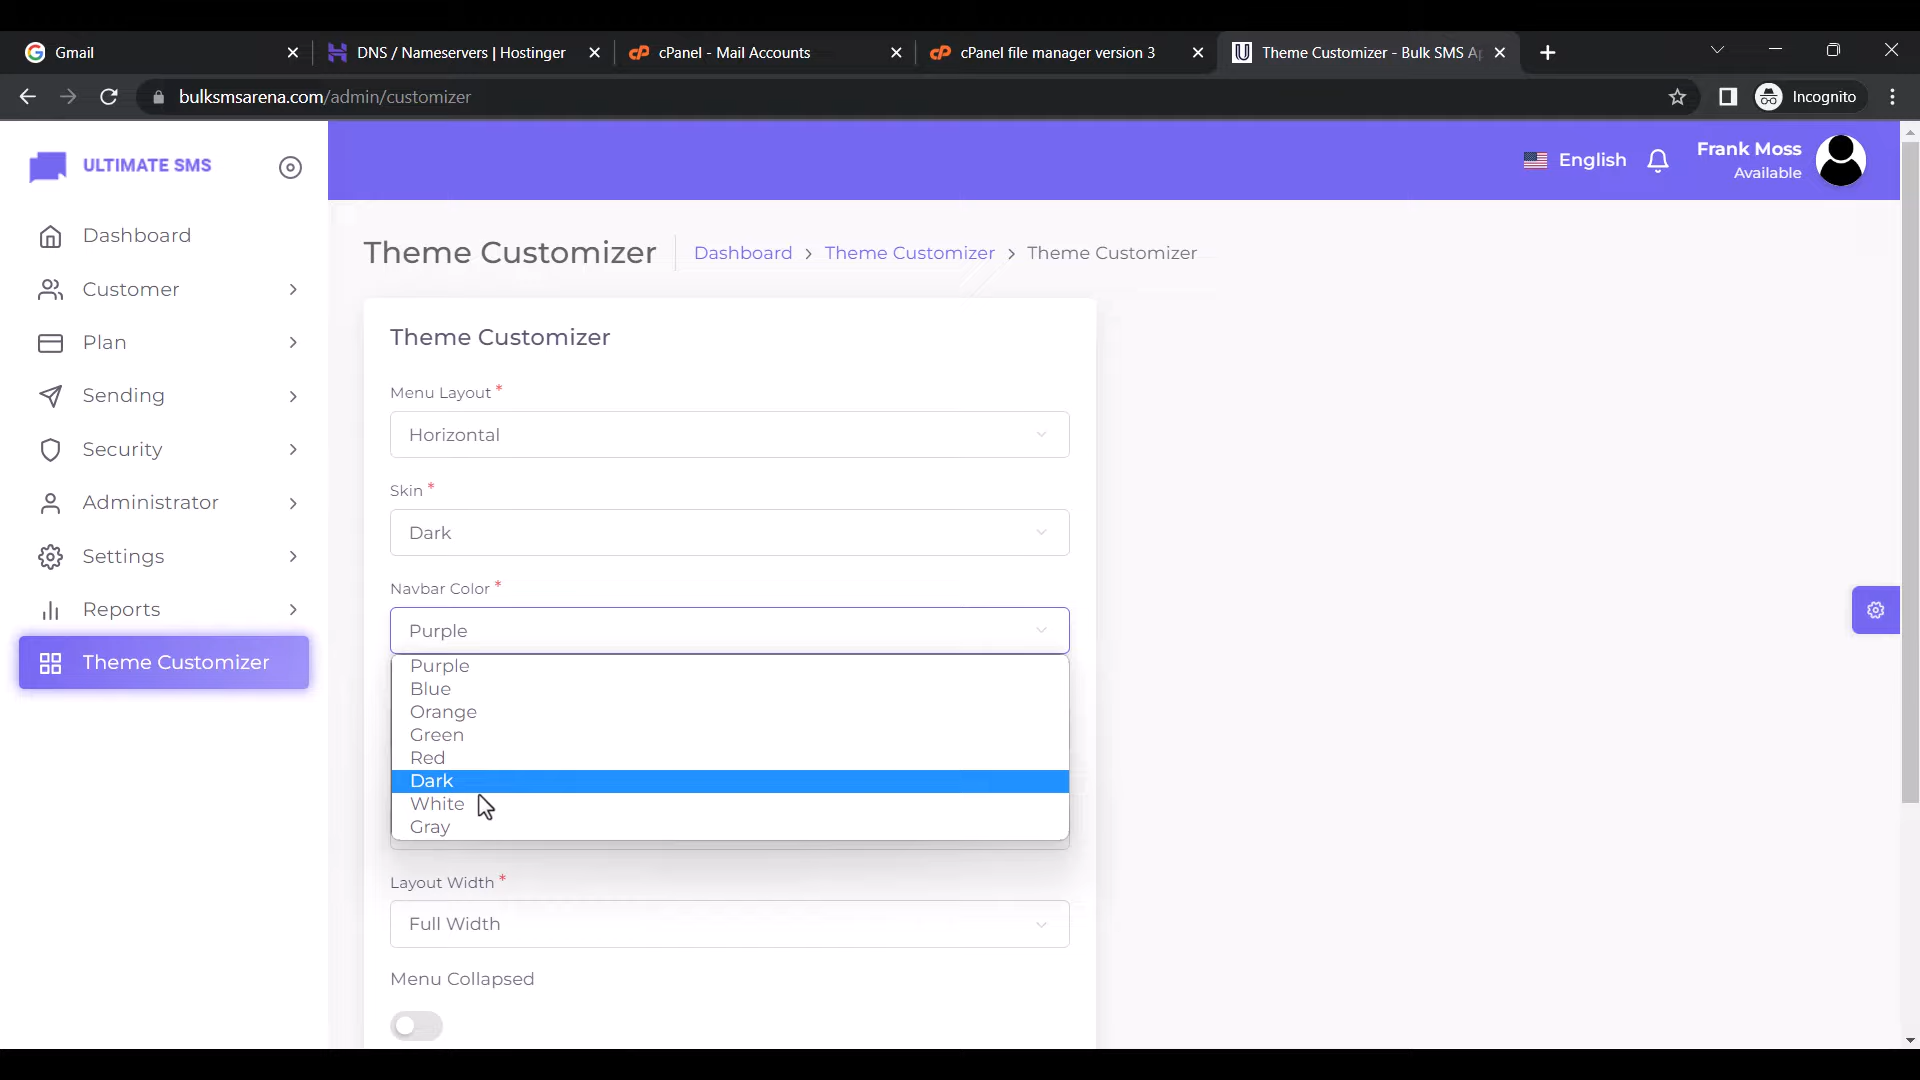 Gmail
DNS / Nameservers | Hostinger
cPanel - Mail Accounts
cPanel file manager version 3
Theme Customizer - Bulk SMS Ap
bulksmsarena.com/admin/customizer
Incognito
ULTIMATE SMS
English
Frank Moss
Available
Dashboard
Customer
Plan
Sending
Security
Administrator
Settings
Reports
Theme Customizer
Theme Customizer
Dashboard > Theme Customizer > Theme Customizer
Theme Customizer
Menu Layout *
Horizontal
Skin *
Dark
Navbar Color *
Purple
Purple
Blue
Orange
Green
Red
Dark
White
Gray
Layout Width *
Full Width
Menu Collapsed